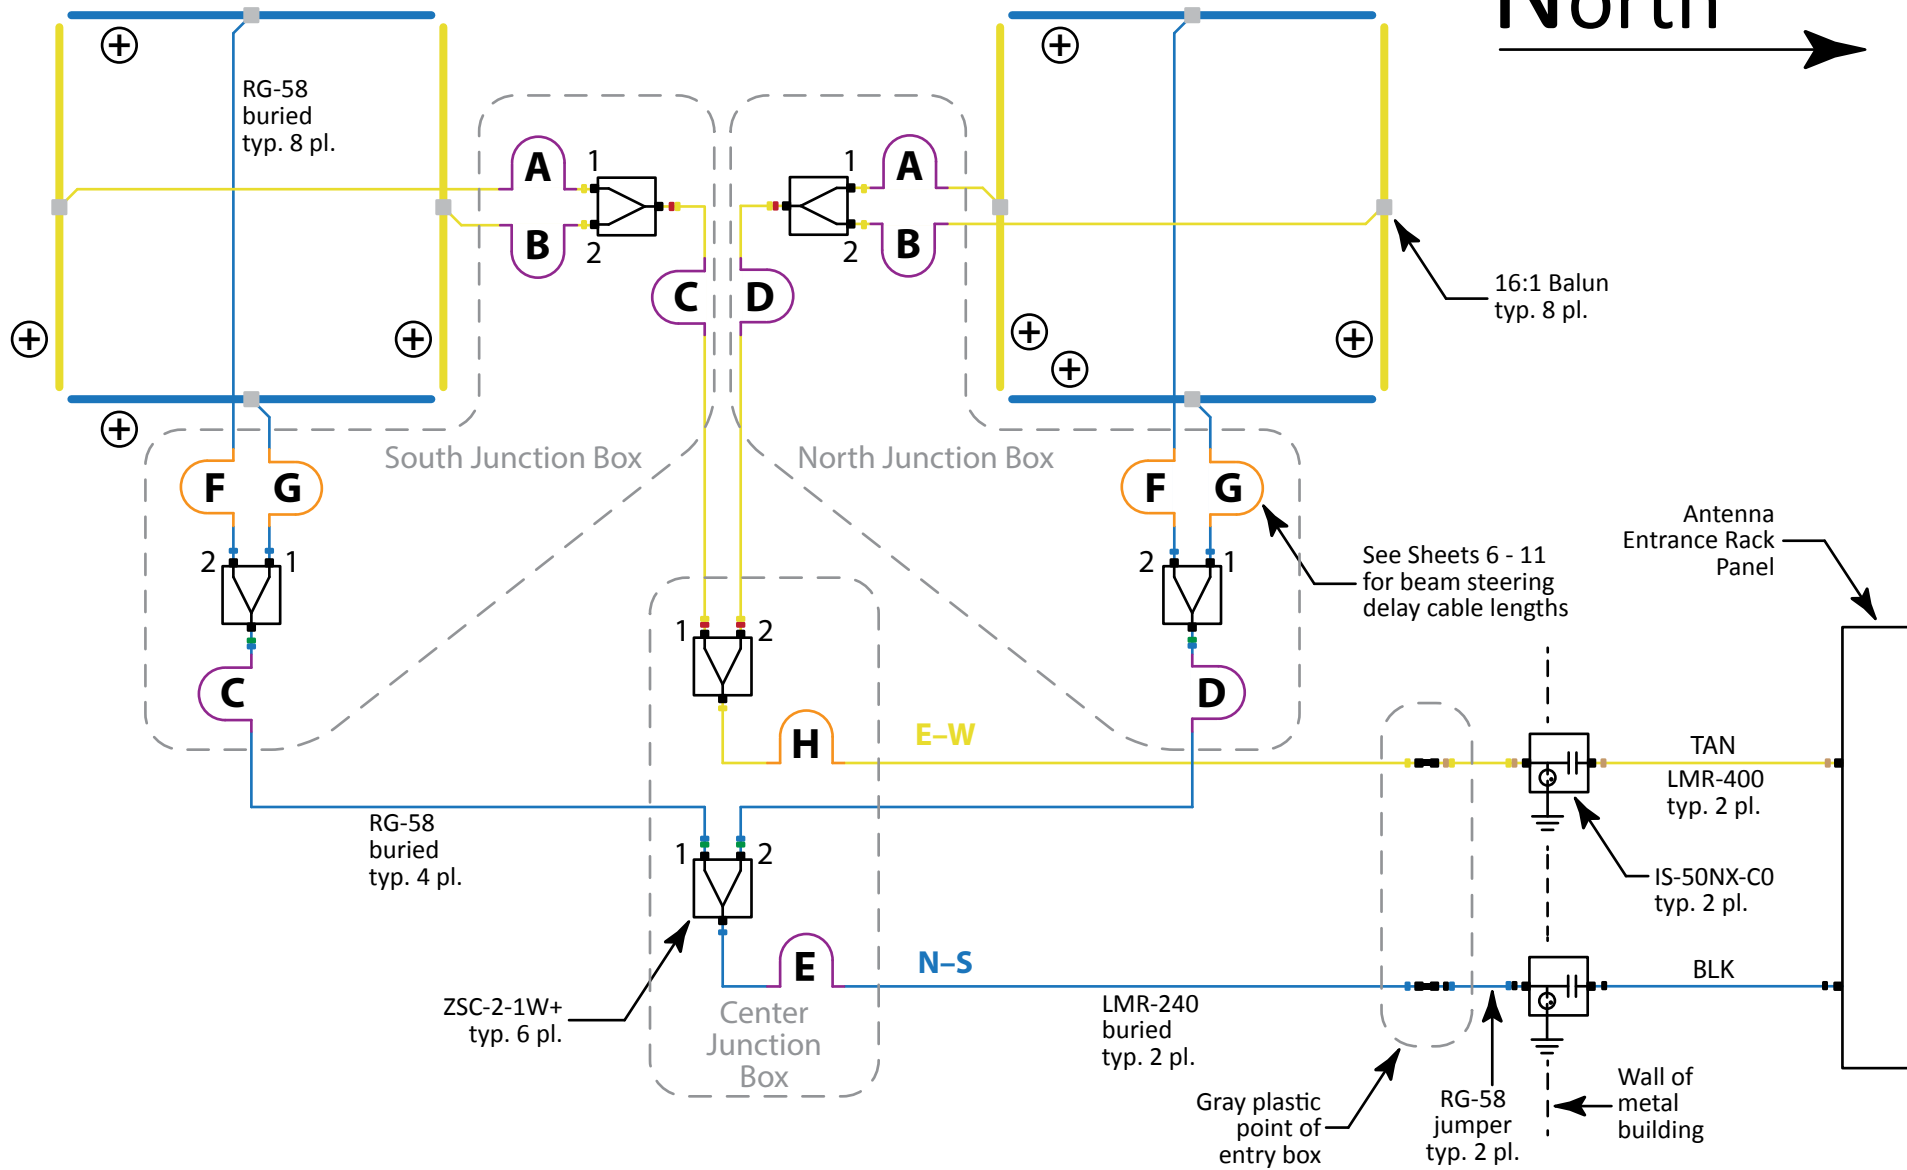 North
RG-58
buried
typ. 8 pl.
A
B
1
2
C
D
1
2
A
B
16:1 Balun
typ. 8 pl.
South Junction Box
North Junction Box
F
G
2
1
C
F
G
2
1
D
See Sheets 6 - 11
for beam steering
delay cable lengths
Antenna
Entrance Rack
Panel
1
2
H
E–W
TAN
LMR-400
typ. 2 pl.
IS-50NX-C0
typ. 2 pl.
RG-58
buried
typ. 4 pl.
1
2
E
N–S
BLK
ZSC-2-1W+
typ. 6 pl.
Center
Junction
Box
LMR-240
buried
typ. 2 pl.
Gray plastic
point of
entry box
RG-58
jumper
typ. 2 pl.
Wall of
metal
building